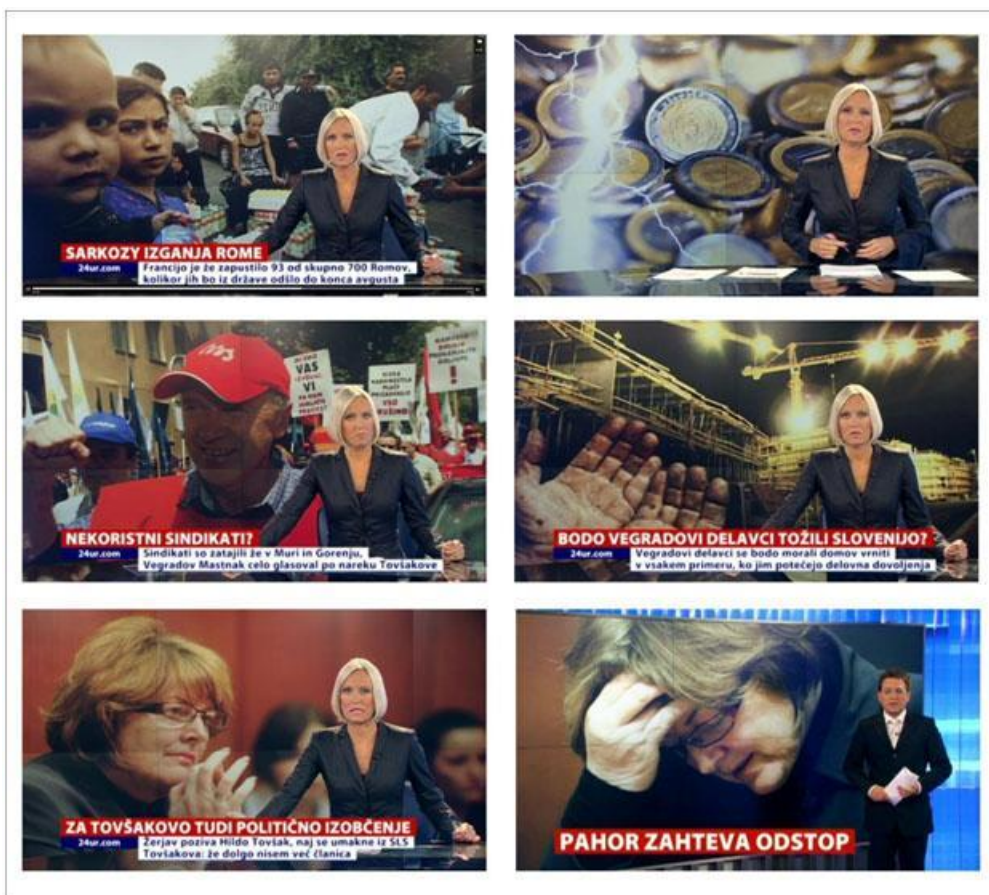 SARKOZY IZGANJA ROME
24ur.com
Francijo je že zapustilo 93 od skupno 700 Romov,
kolikor jih bo iz države odšlo do konca avgusta
VAS
VI
NEKORISTNI SINDIKATI?
24ur.com
Sindikati so zatajili že v Muri in Gorenju,
Vegradov Mastnak celo glasoval po nareku Tovšakove
BODO VEGRADOVI DELAVCI TOŽILI SLOVENIJO?
24ur.com
Vegradovi delavci se bodo morali domov vrniti
v vsakem primeru, ko jim potečejo delovna dovoljenja
ZA TOVŠAKOVO TUDI POLITIČNO IZOBČENJE
24ur.com
Žerjav poziva Hildo Tovšak, naj se umakne iz SLS
Tovšakova: že dolgo nisem več članica
PAHOR ZAHTEVA ODSTOP